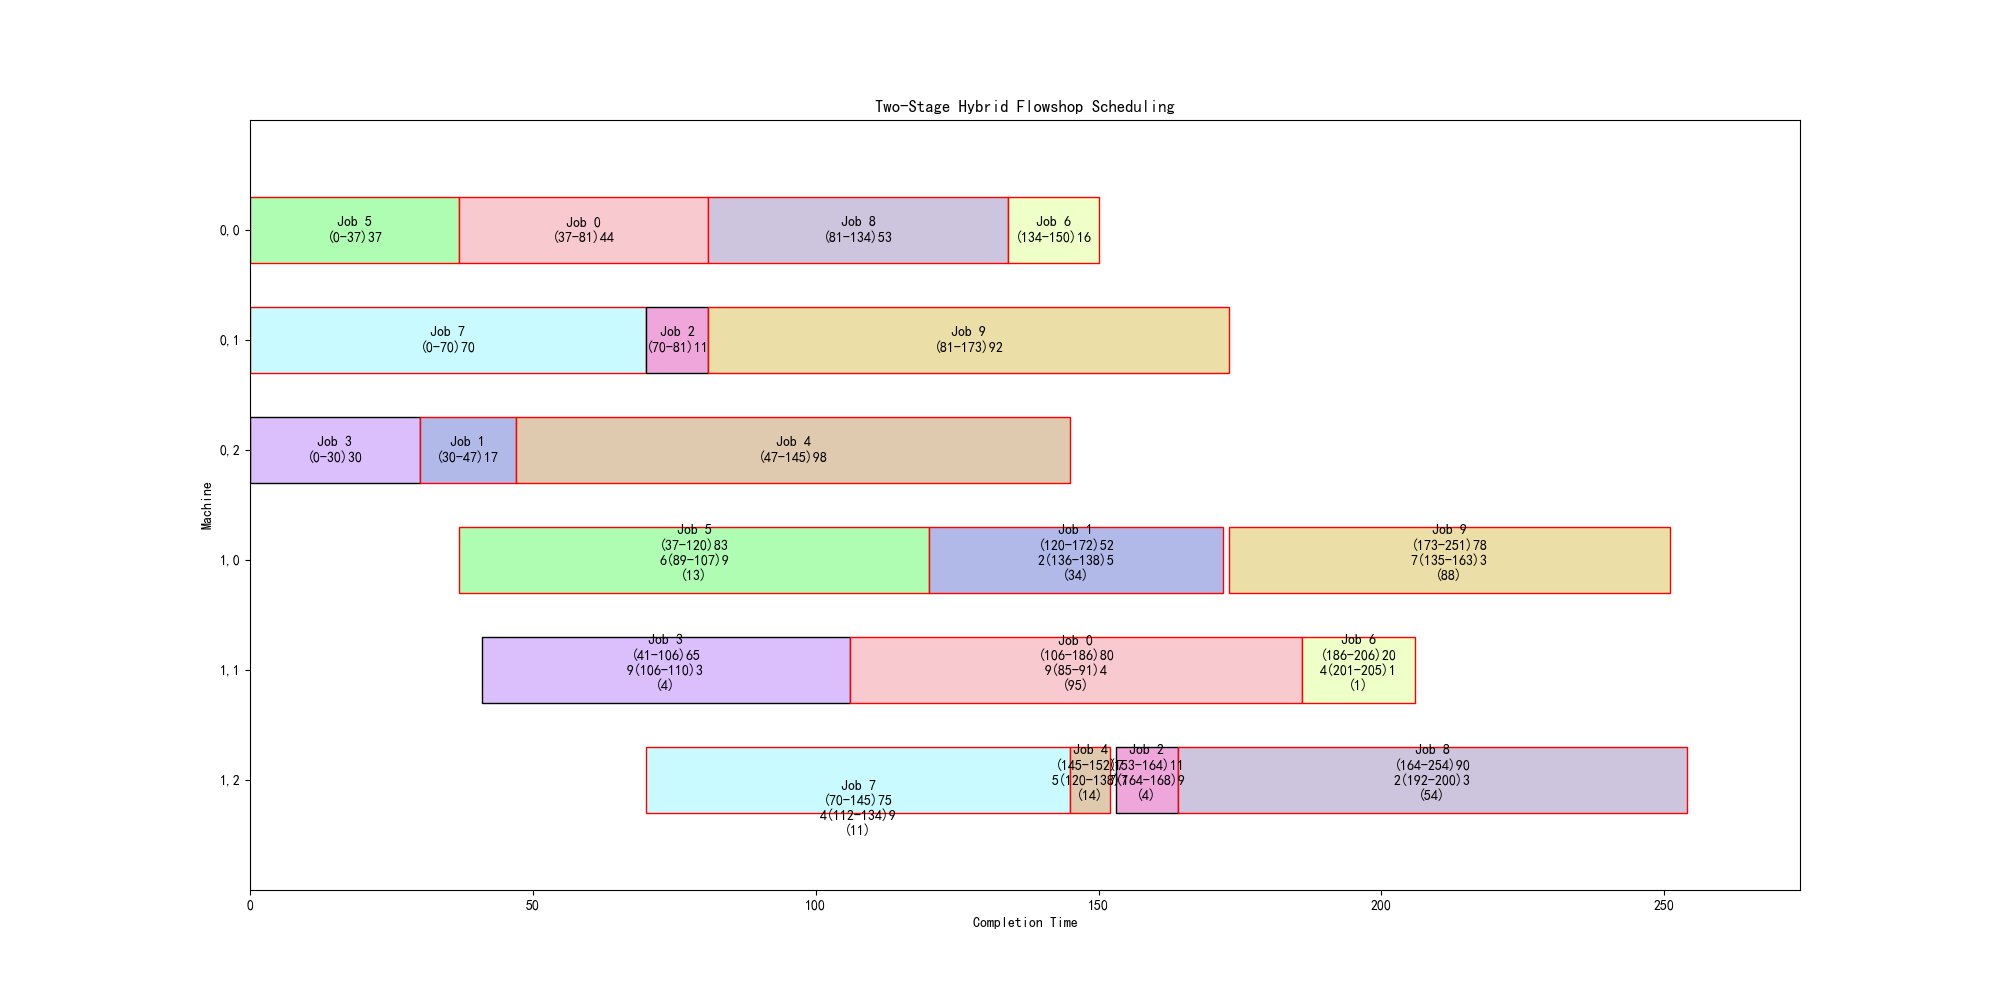 Two-Stage Hybrid Flowshop Scheduling
0,0
Job 5
(0-37)37
Job 0
(37-81)44
Job 8
(81-134)53
Job 6
(134-150)16
0,1
Job 7
(0-70)70
Job 2
(70-81)11
Job 9
(81-173)92
0,2
Job 3
(0-30)30
Job 1
(30-47)17
Job 4
(47-145)98
Machine
1,0
Job 5
(37-120)83
6(89-107)9
(13)
Job 1
(120-172)52
2(136-138)5
(34)
Job 9
(173-251)78
7(135-163)3
(88)
1,1
Job 3
(41-106)65
9(106-110)3
(4)
Job 0
(106-186)80
9(85-91)4
(95)
Job 6
(186-206)20
4(201-205)1
(1)
1,2
Job 7
(70-145)75
4(112-134)9
(11)
Job 4
(145-152)7
5(120-138)
(14)
Job 2
(153-164)11
(164-168)9
(4)
Job 8
(164-254)90
2(192-200)3
(54)
0
50
100
150
200
250
Completion Time